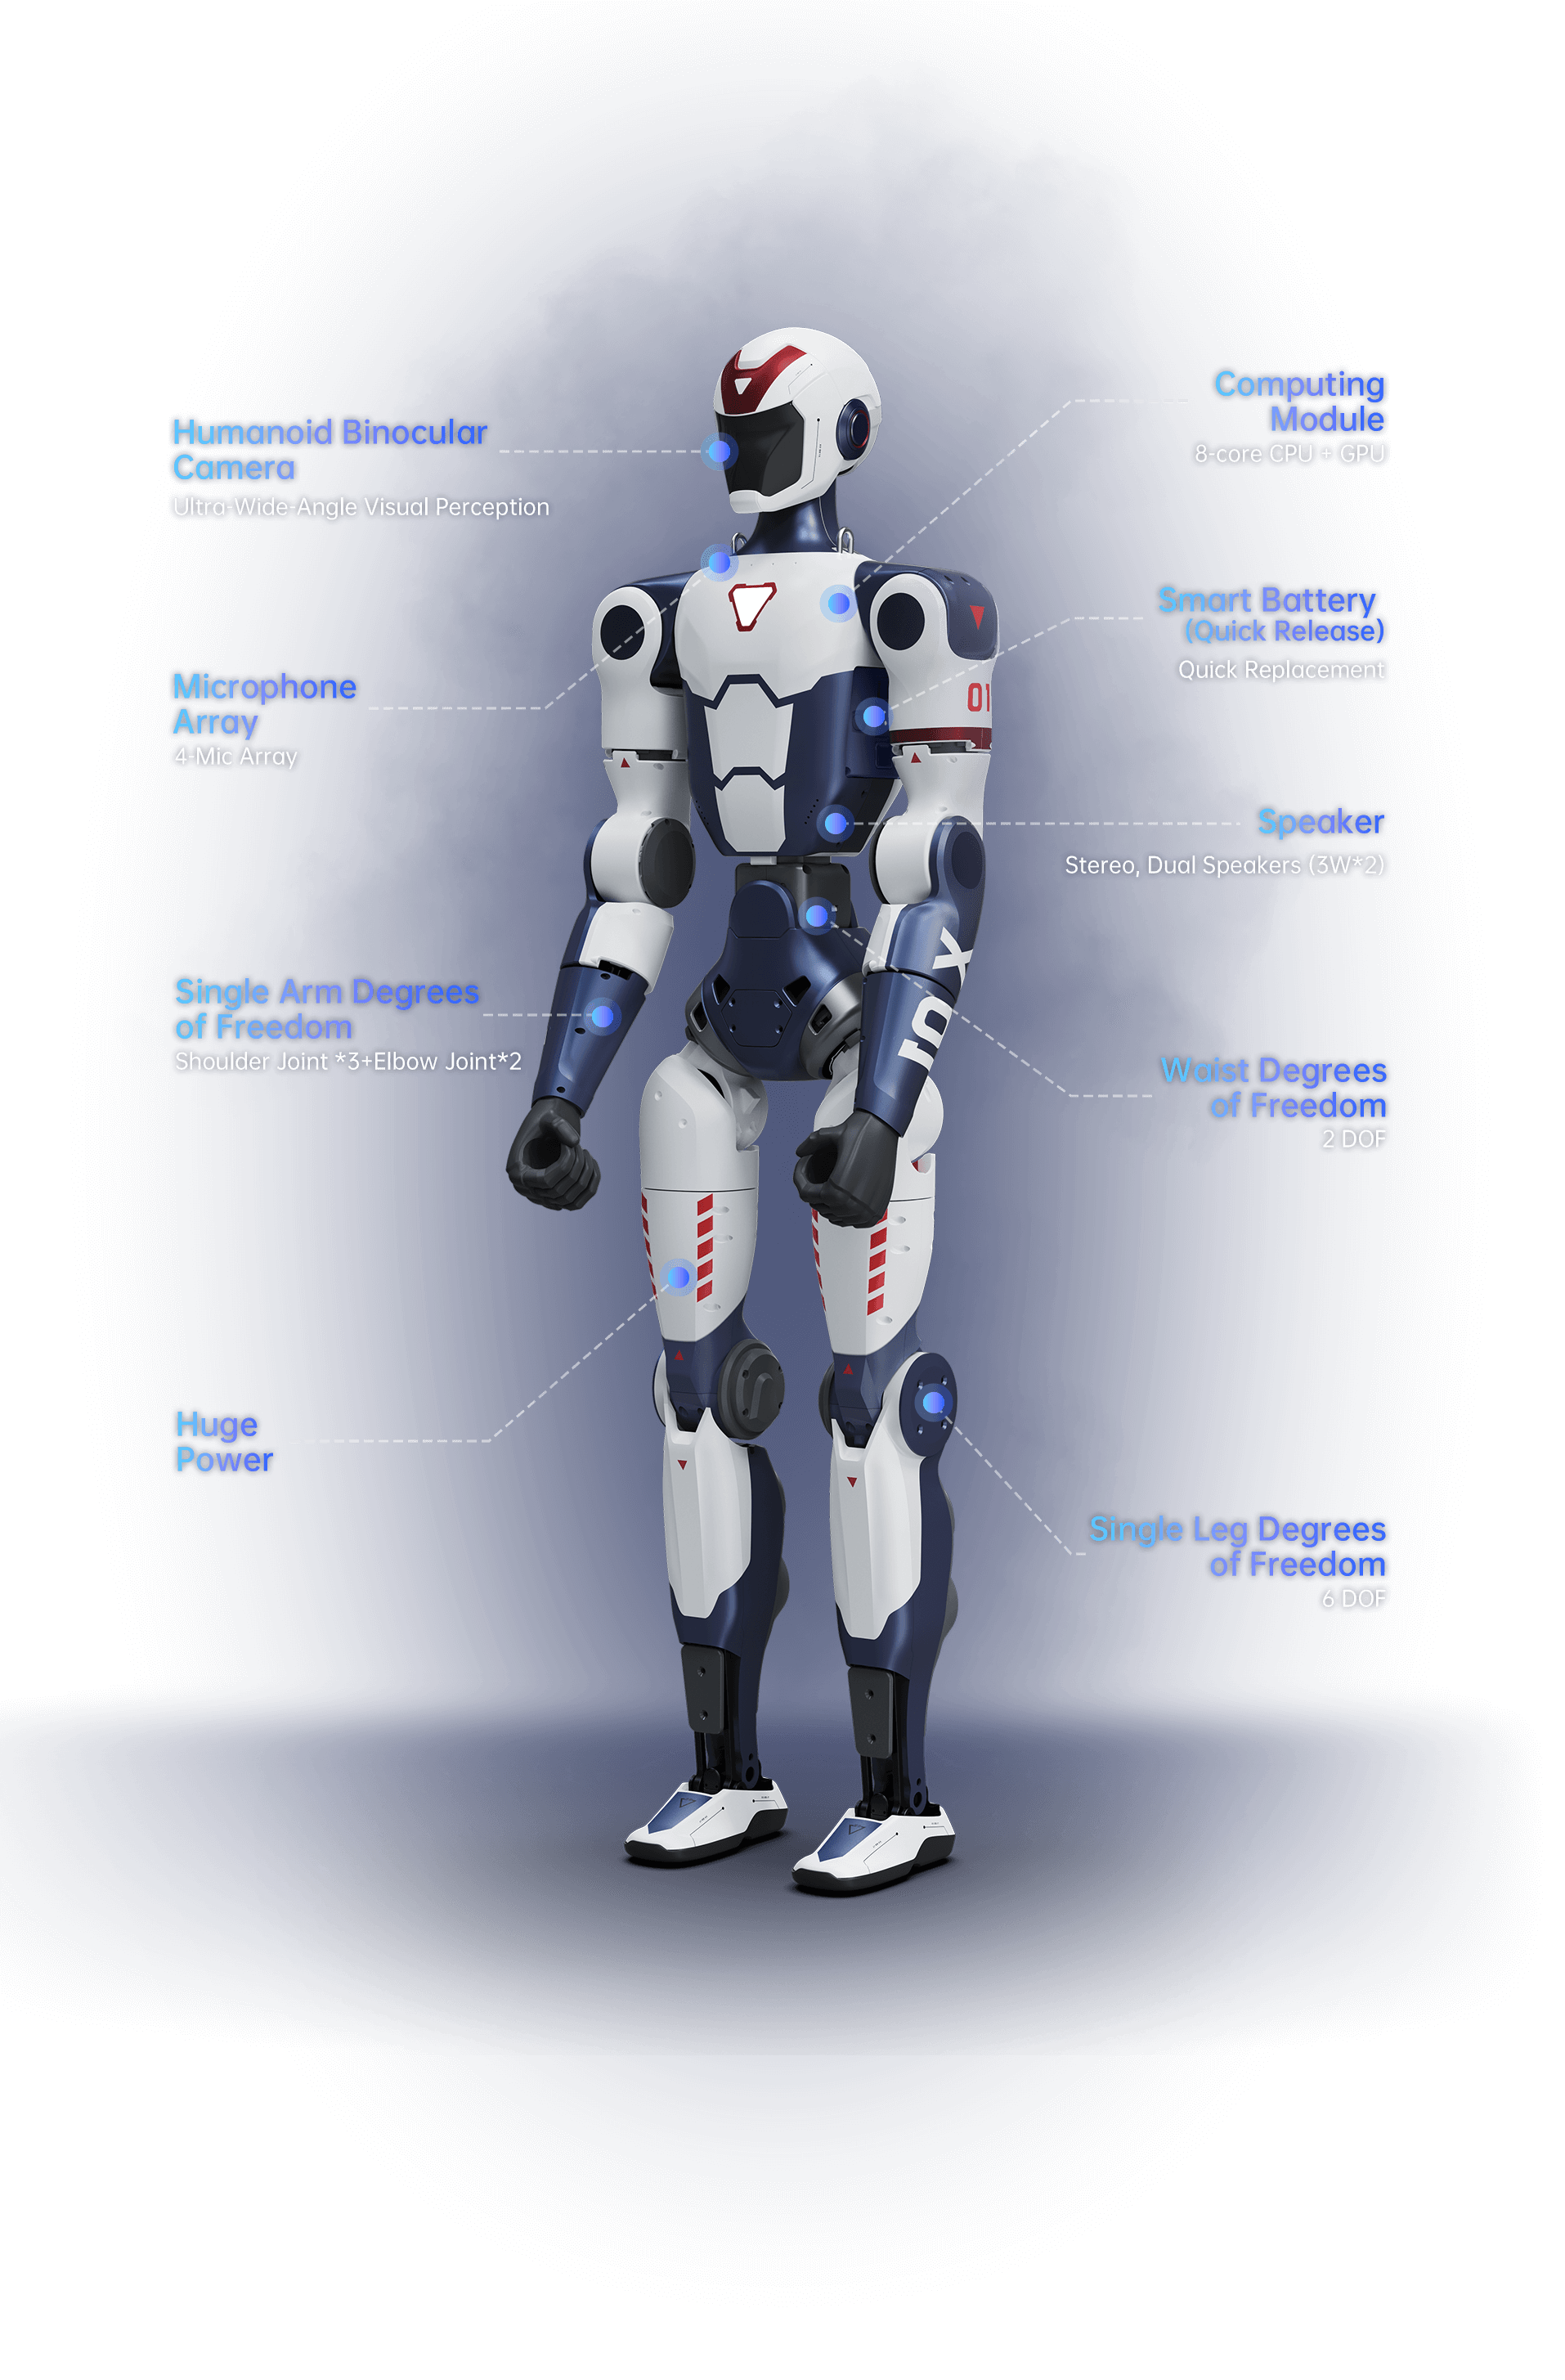 Humanoid Binocular
Camera
Ultra-Wide-Angle Visual Perception
Computing
Module
8-core CPU + GPU
Smart Battery
(Quick Release)
Quick Replacement
Microphone
Array
4-Mic Array
01
Speaker
Stereo, Dual Speakers (3W*2)
Single Arm Degrees
of Freedom
Shoulder Joint *3+Elbow Joint*2
Waist Degrees
of Freedom
2 DOF
Huge
Power
Single Leg Degrees
of Freedom
6 DOF